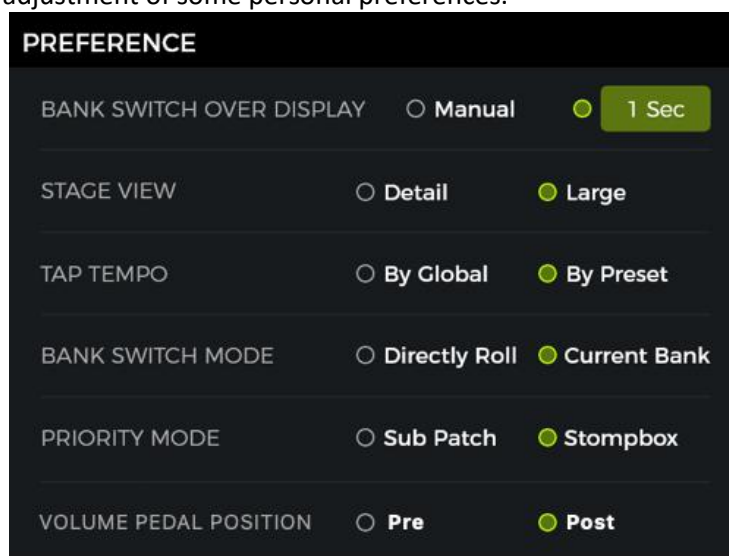 adjustment of some personal preferences.
PREFERENCE
BANK SWITCH OVER DISPLAY Manual 1 Sec
STAGE VIEW Detail Large
TAP TEMPO By Global By Preset
BANK SWITCH MODE Directly Roll Current Bank
PRIORITY MODE Sub Patch Stompbox
VOLUME PEDAL POSITION Pre Post